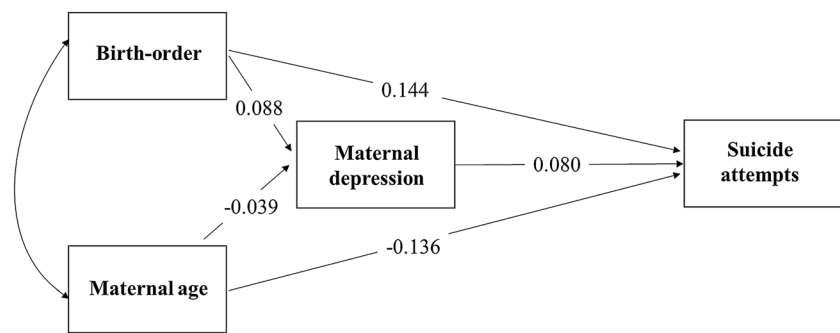 Birth-order
0.144
0.088
Maternal
depression
0.080
Suicide
attempts
-0.039
-0.136
Maternal age